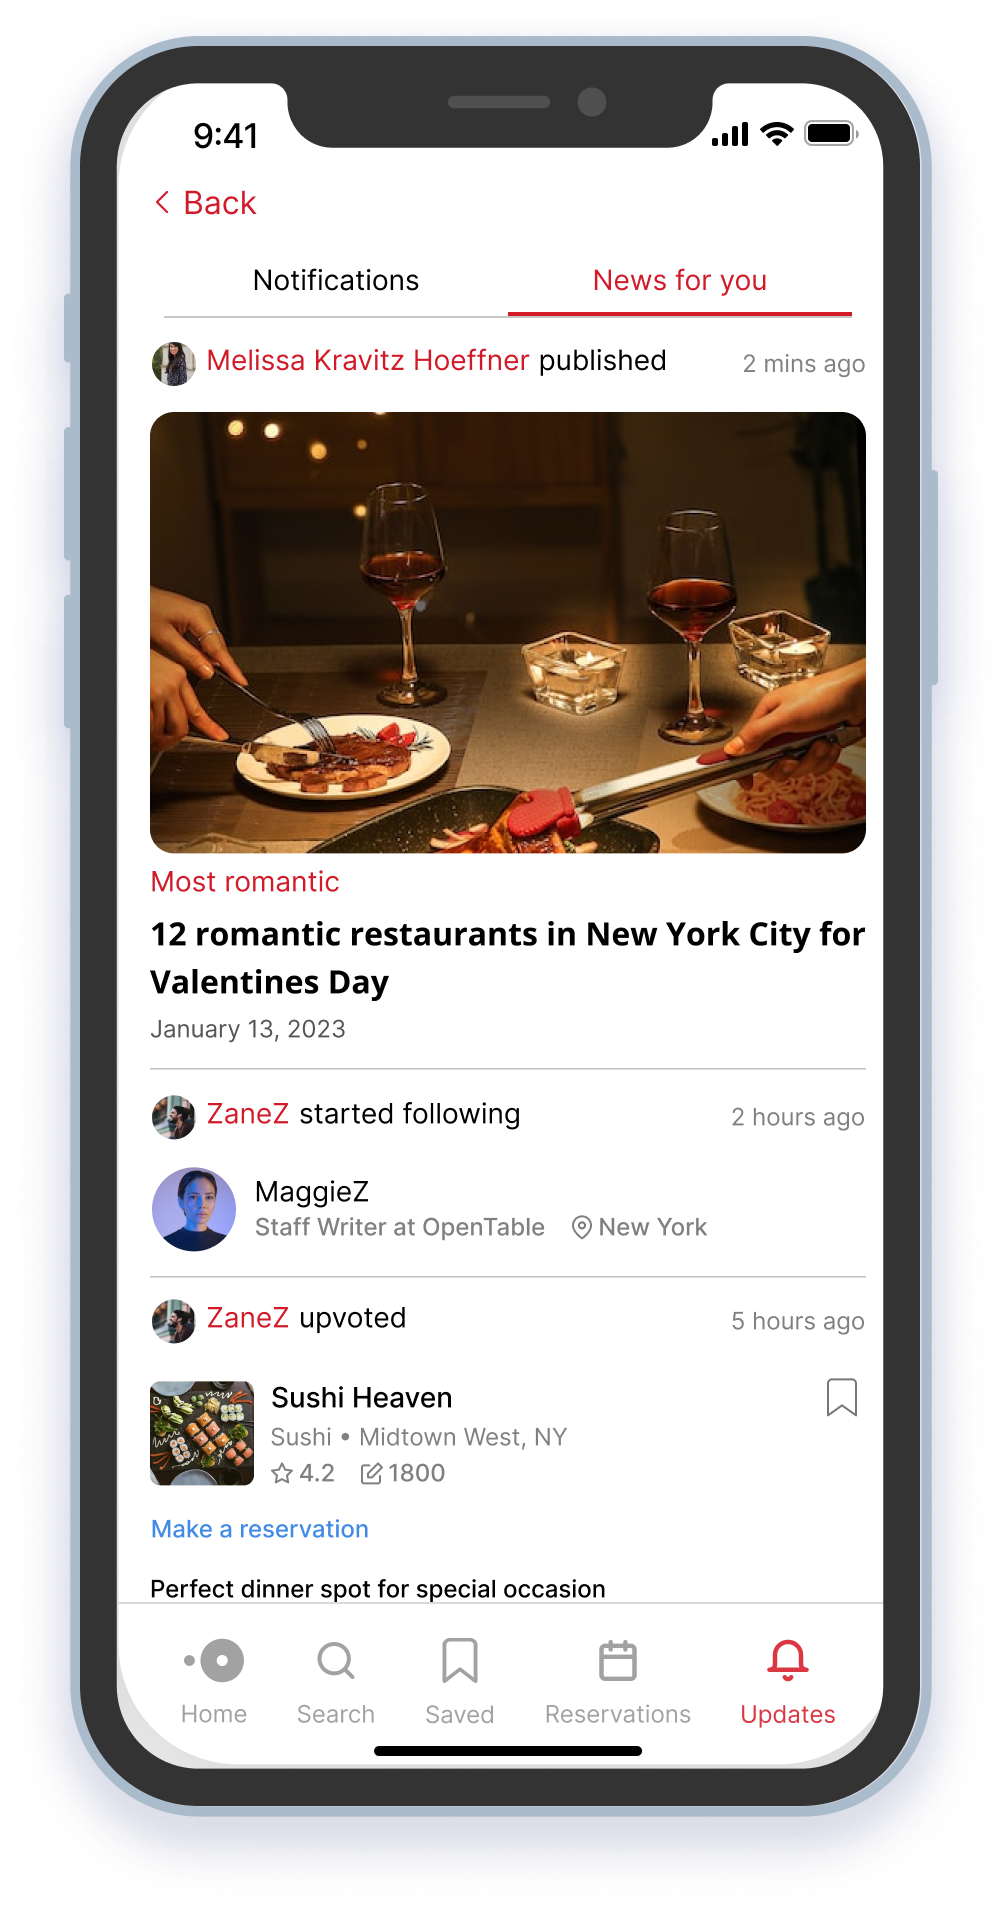 9:41
Back
Notifications
News for you
Melissa Kravitz Hoeffner published
2 mins ago
Most romantic
12 romantic restaurants in New York City for
Valentines Day
January 13, 2023
ZaneZ started following
2 hours ago
MaggieZ
Staff Writer at OpenTable
New York
ZaneZ upvoted
5 hours ago
Sushi Heaven
Sushi • Midtown West, NY
4.2
1800
Make a reservation
Perfect dinner spot for special occasion
Home
Search
Saved
Reservations
Updates